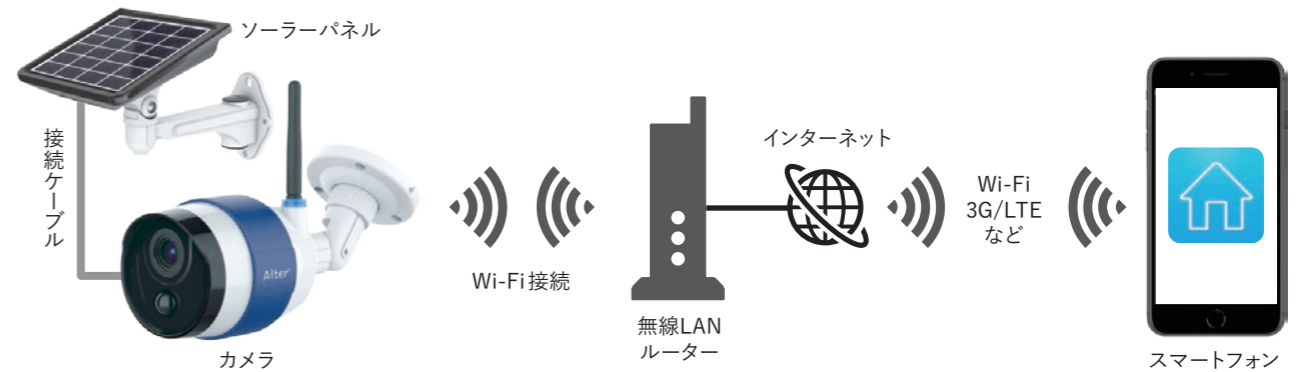 ソーラーパネル
接続ケーブル
Alter
カメラ
Wi-Fi接続
無線LAN
ルーター
インターネット
Wi-Fi
3G/LTE
など
スマートフォン